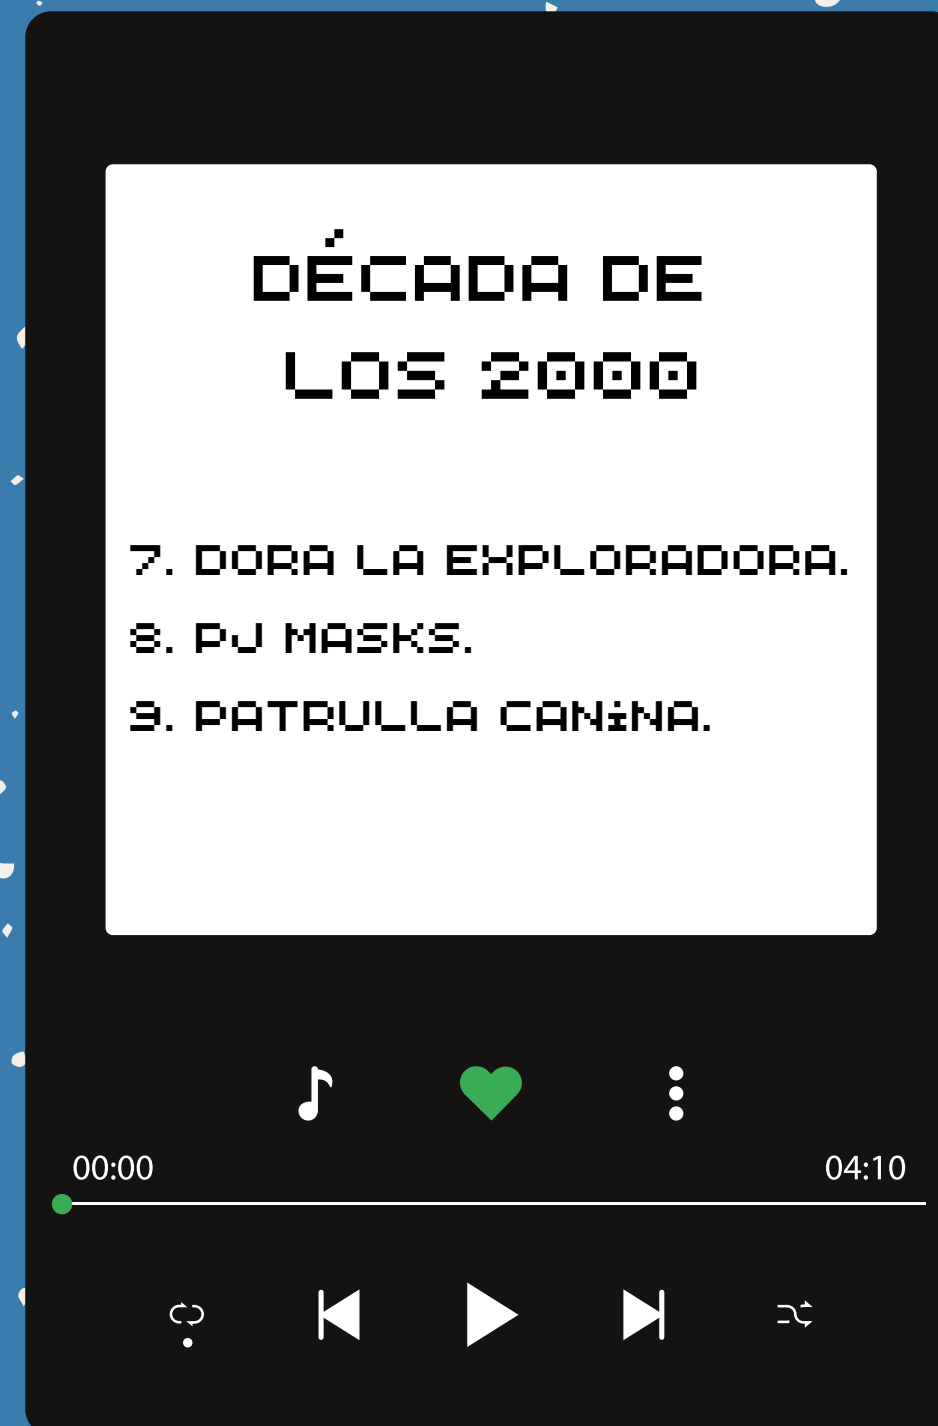 DÉCADA DE
LOS 2000
7. DORA LA EXPLORADORA.
8. PJ MASKS.
9. PATRULLA CANiNA.
00:00
04:10